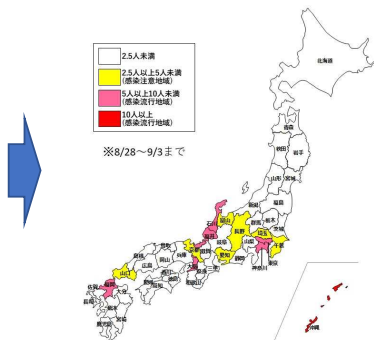 2.5人未満
2.5人以上5人未満
(感染注意地域)
5人以上10人未満
(感染流行地域)
10人以上
(感染流行地域)
※8/28～9/3まで
北海道
青森
秋田
岩手
山形
宮城
新潟
福島
石川
富山
群馬
栃木
福井
長野
埼玉
茨城
岐阜
山梨
千葉
東京
京都
滋賀
愛知
静岡
神奈川
鳥取
兵庫
大阪
奈良
三重
島根
岡山
和歌山
山口
広島
香川
徳島
愛媛
高知
福岡
佐賀
大分
長崎
熊本
宮崎
鹿児島
沖縄